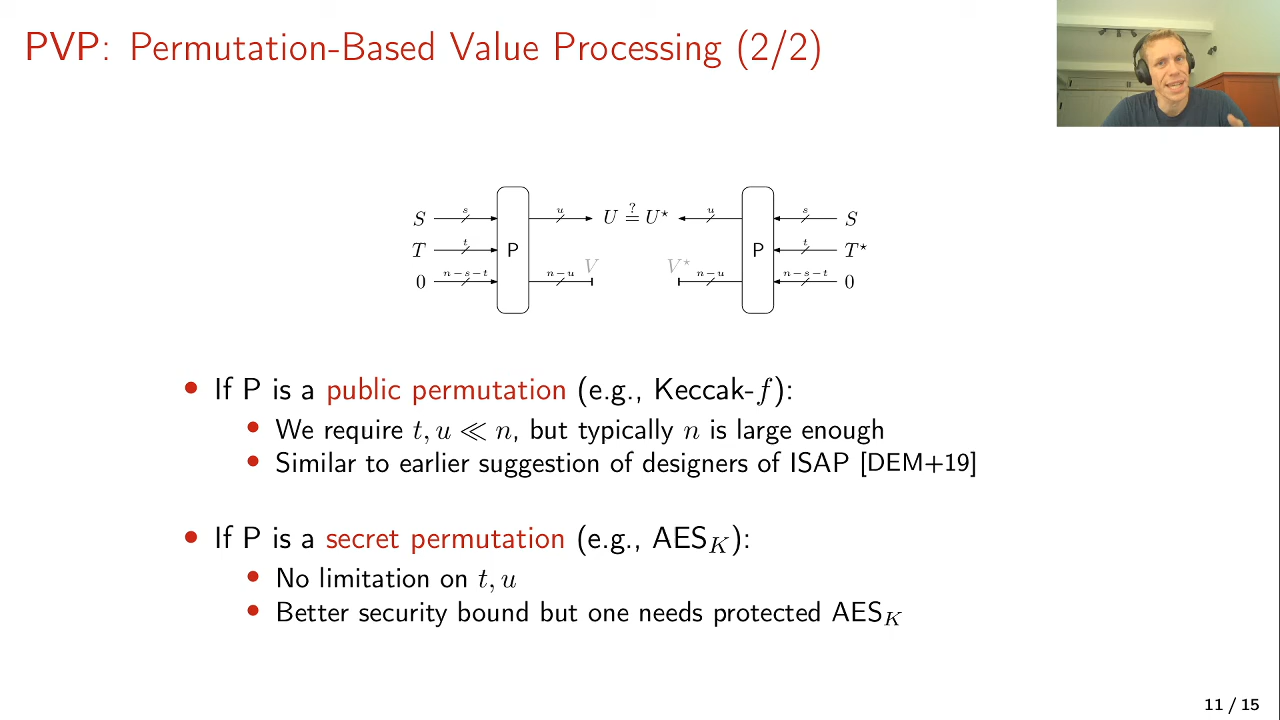 PVP: Permutation-Based Value Processing (2/2)
S s P u U ≟ U⋆ u P s S
T t t T⋆
0 n−s−t n−u V V⋆ n−u n−s−t 0
• If P is a public permutation (e.g., Keccak-f):
• We require t, u ≪ n, but typically n is large enough
• Similar to earlier suggestion of designers of ISAP [DEM+19]
• If P is a secret permutation (e.g., AES_K):
• No limitation on t, u
• Better security bound but one needs protected AES_K
11 / 15